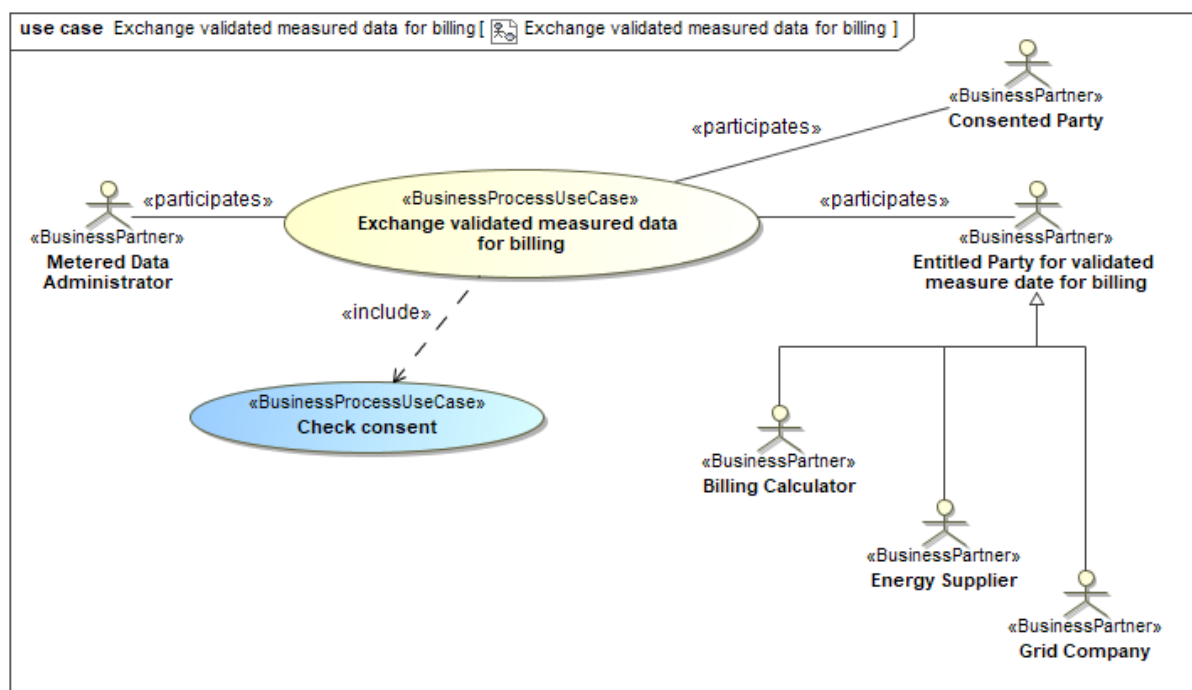 use case Exchange validated measured data for billing[ Exchange validated measured data for billing ]
«BusinessPartner»
Consented Party
«participates»
«BusinessProcessUseCase»
Exchange validated measured data
for billing
«participates»
«BusinessPartner»
Metered Data
Administrator
«participates»
«BusinessPartner»
Entitled Party for validated
measure date for billing
«include»
«BusinessProcessUseCase»
Check consent
«BusinessPartner»
Billing Calculator
«BusinessPartner»
Energy Supplier
«BusinessPartner»
Grid Company